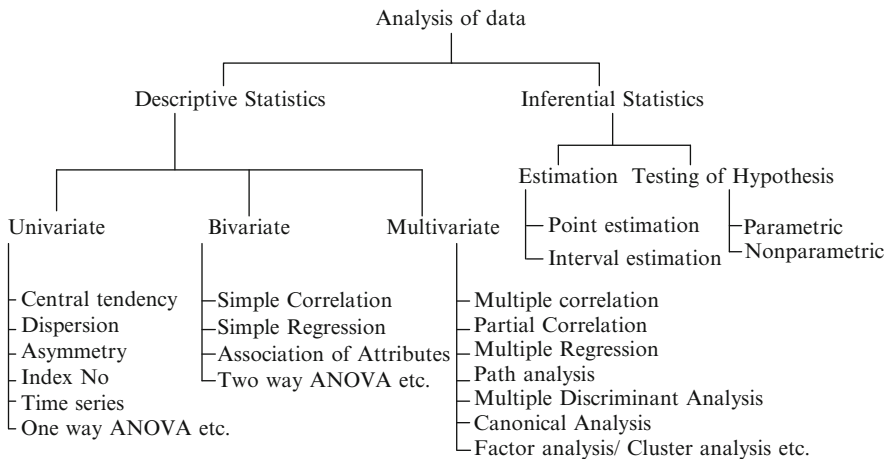 Analysis of data
Descriptive Statistics
Inferential Statistics
Estimation
Testing of Hypothesis
Point estimation
Interval estimation
Parametric
Nonparametric
Univariate
Bivariate
Multivariate
Central tendency
Dispersion
Asymmetry
Index No
Time series
One way ANOVA etc.
Simple Correlation
Simple Regression
Association of Attributes
Two way ANOVA etc.
Multiple correlation
Partial Correlation
Multiple Regression
Path analysis
Multiple Discriminant Analysis
Canonical Analysis
Factor analysis/ Cluster analysis etc.